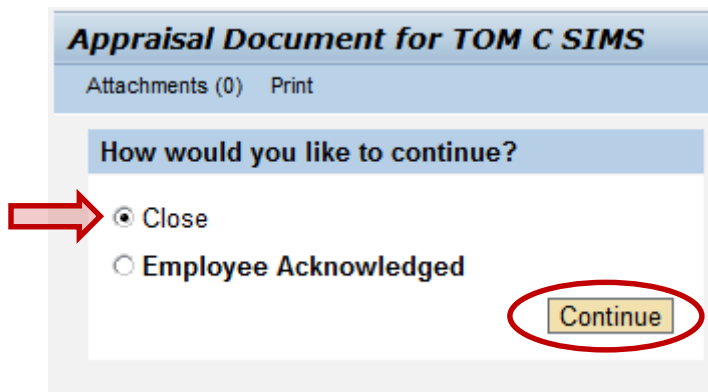 Appraisal Document for TOM C SIMS
Attachments (0) Print
How would you like to continue?
Close
Employee Acknowledged
Continue